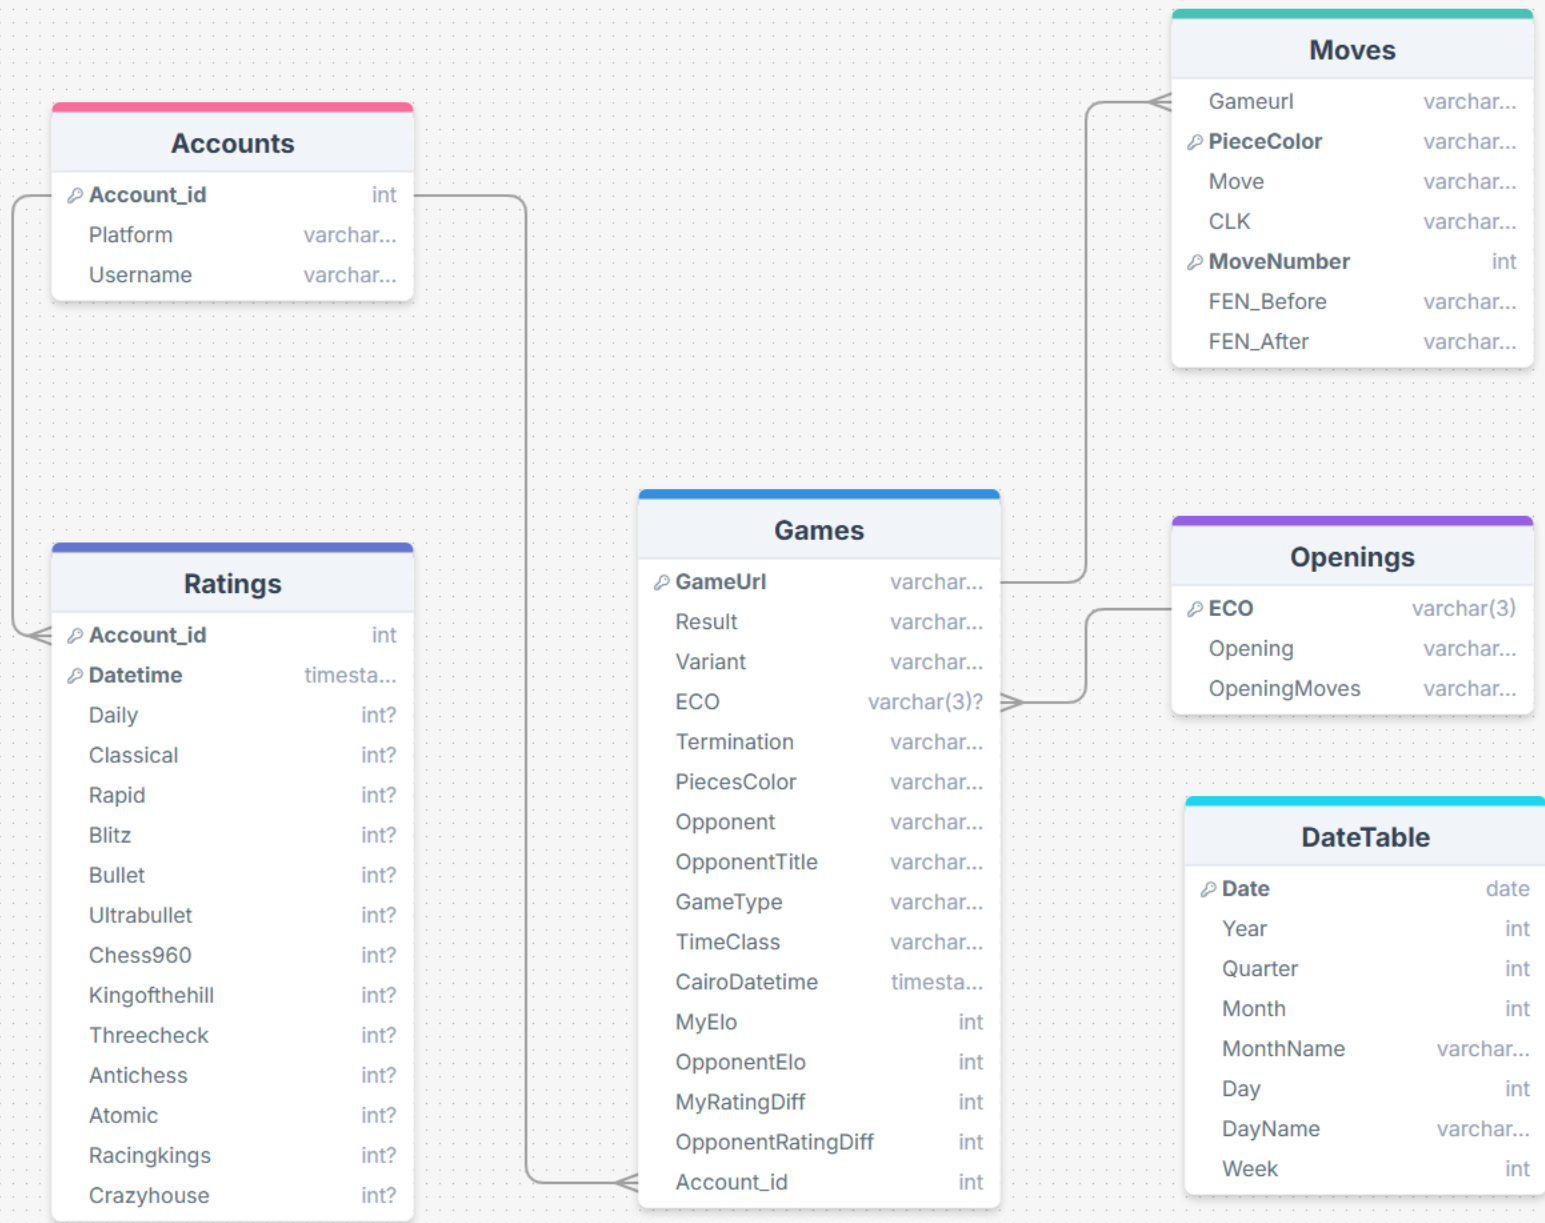 Accounts
Account_id int
Platform varchar...
Username varchar...
Ratings
Account_id int
Datetime timesta...
Daily int?
Classical int?
Rapid int?
Blitz int?
Bullet int?
Ultrabullet int?
Chess960 int?
Kingofthehill int?
Threecheck int?
Antichess int?
Atomic int?
Racingkings int?
Crazyhouse int?
Games
GameUrl varchar...
Result varchar...
Variant varchar...
ECO varchar(3)?
Termination varchar...
PiecesColor varchar...
Opponent varchar...
OpponentTitle varchar...
GameType varchar...
TimeClass varchar...
CairoDatetime timesta...
MyElo int
OpponentElo int
MyRatingDiff int
OpponentRatingDiff int
Account_id int
Moves
Gameurl varchar...
PieceColor varchar...
Move varchar...
CLK varchar...
MoveNumber int
FEN_Before varchar...
FEN_After varchar...
Openings
ECO varchar(3)
Opening varchar...
OpeningMoves varchar...
DateTable
Date date
Year int
Quarter int
Month int
MonthName varchar...
Day int
DayName varchar...
Week int